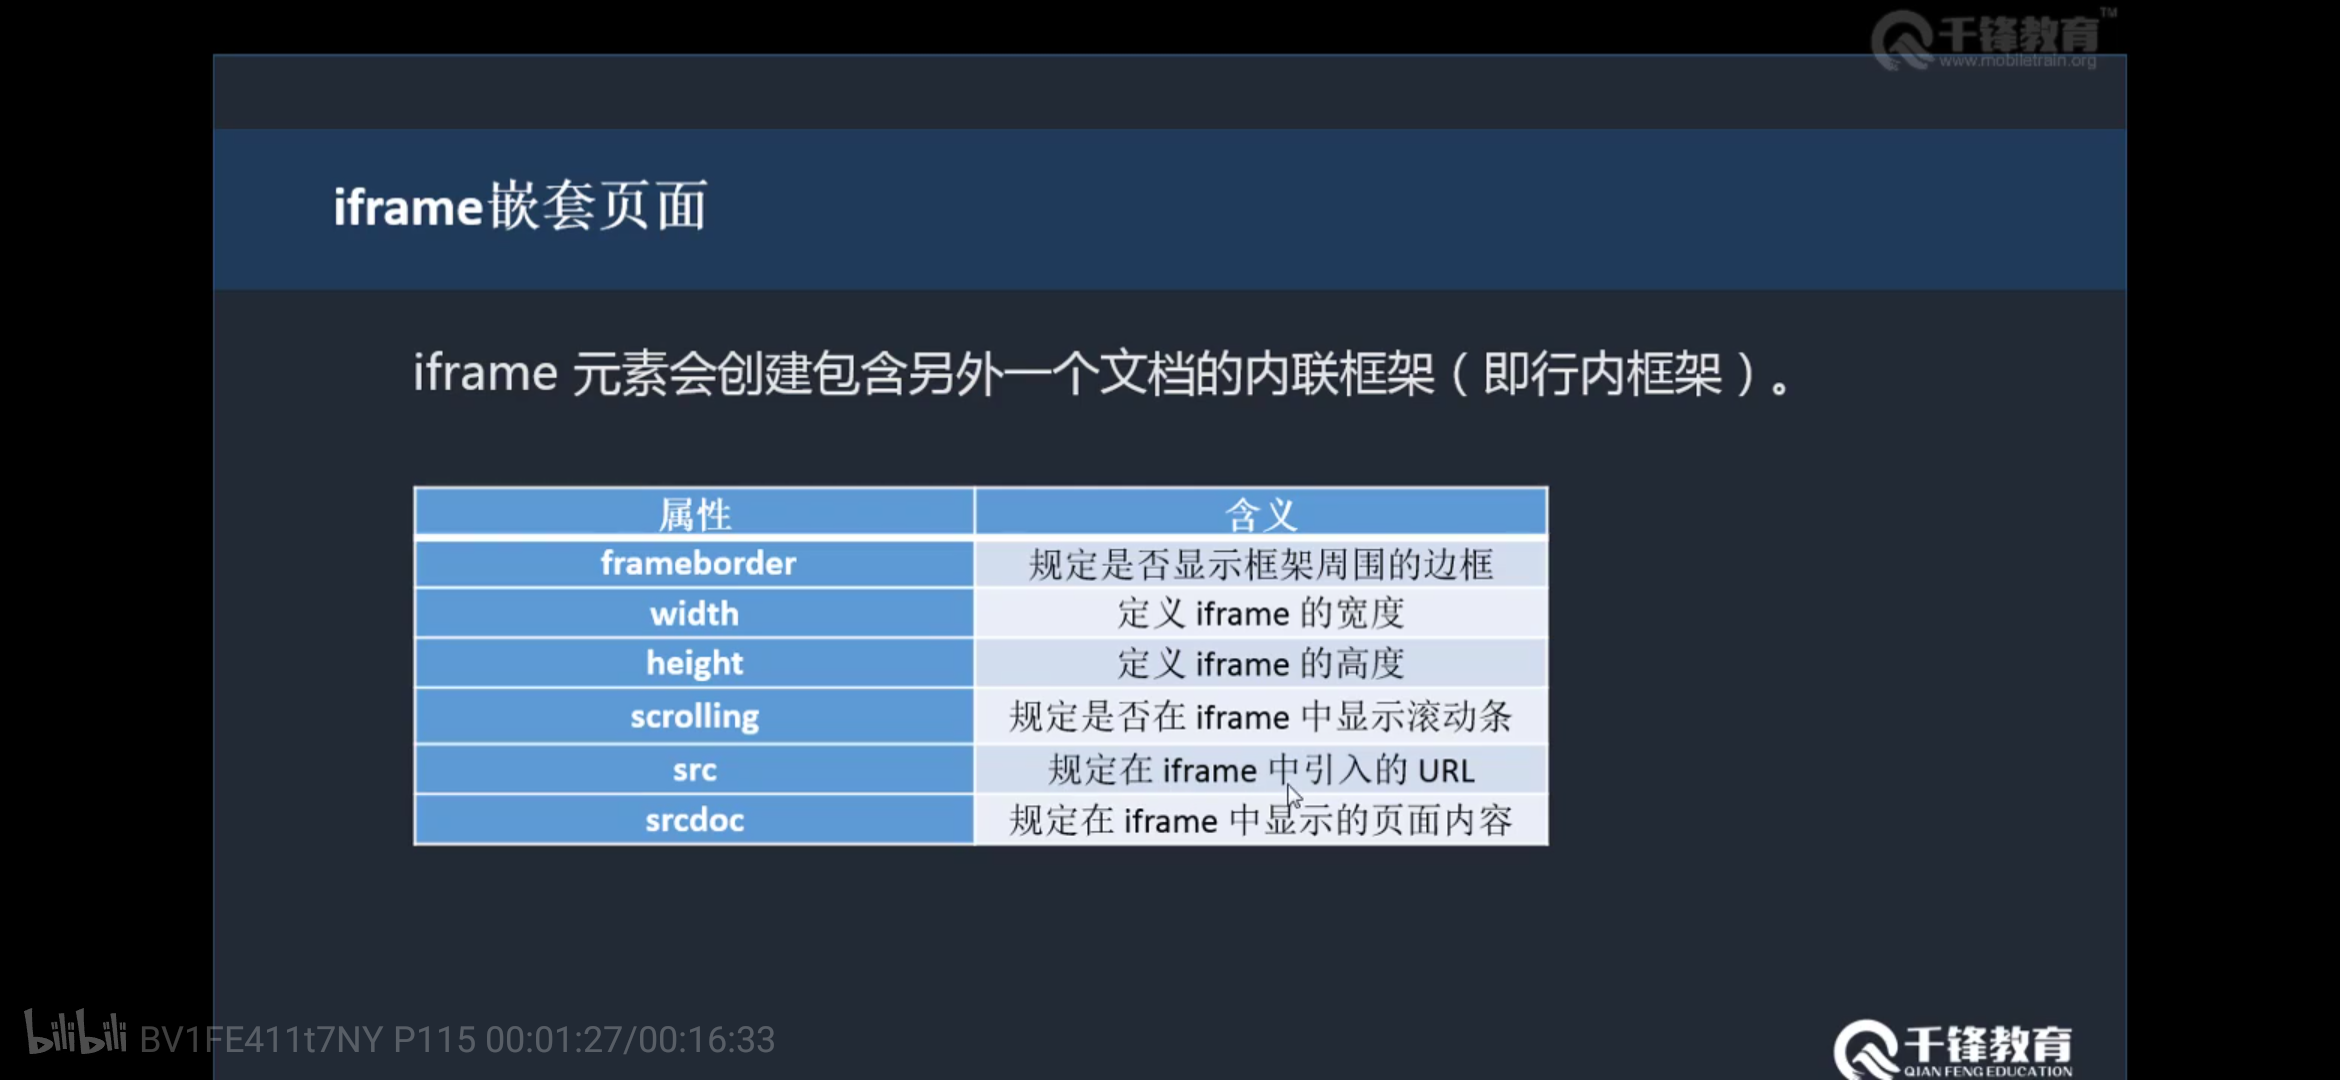 千锋教育™
www.mobiletrain.org
iframe嵌套页面
iframe 元素会创建包含另外一个文档的内联框架（即行内框架）。
属性 含义
frameborder 规定是否显示框架周围的边框
width 定义 iframe 的宽度
height 定义 iframe 的高度
scrolling 规定是否在 iframe 中显示滚动条
src 规定在 iframe 中引入的 URL
srcdoc 规定在 iframe 中显示的页面内容
bilibili BV1FE411t7NY P115 00:01:27/00:16:33
千锋教育
QIAN FENG EDUCATION